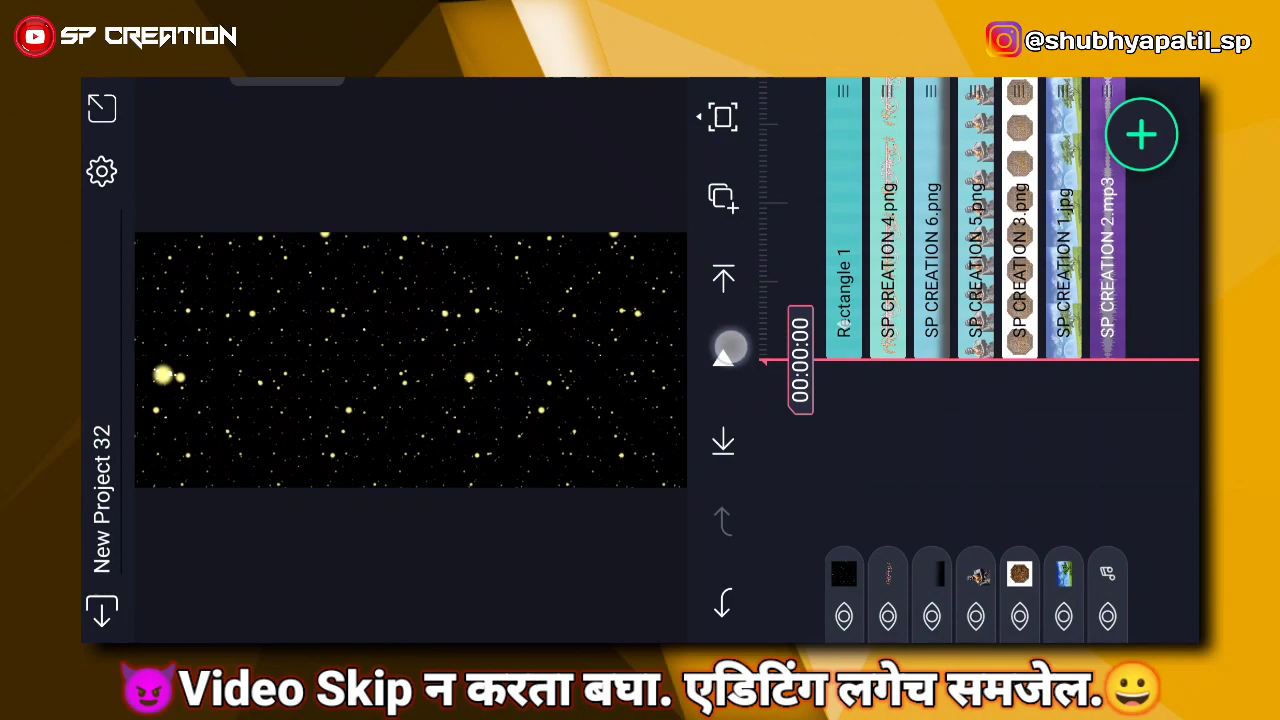 SP CREATION
@shubhyapatil_sp
New Project 32
00:00:00
Rectangle 1
SP CREATION 4.png
SP CREATION 6.png
SP CREATION 5.png
SP CREATION 3.png
SP CREATION 1.jpg
SP CREATION 2.mp3
😈Video Skip न करता बघा. एडिटिंग लगेच समजेल.😀